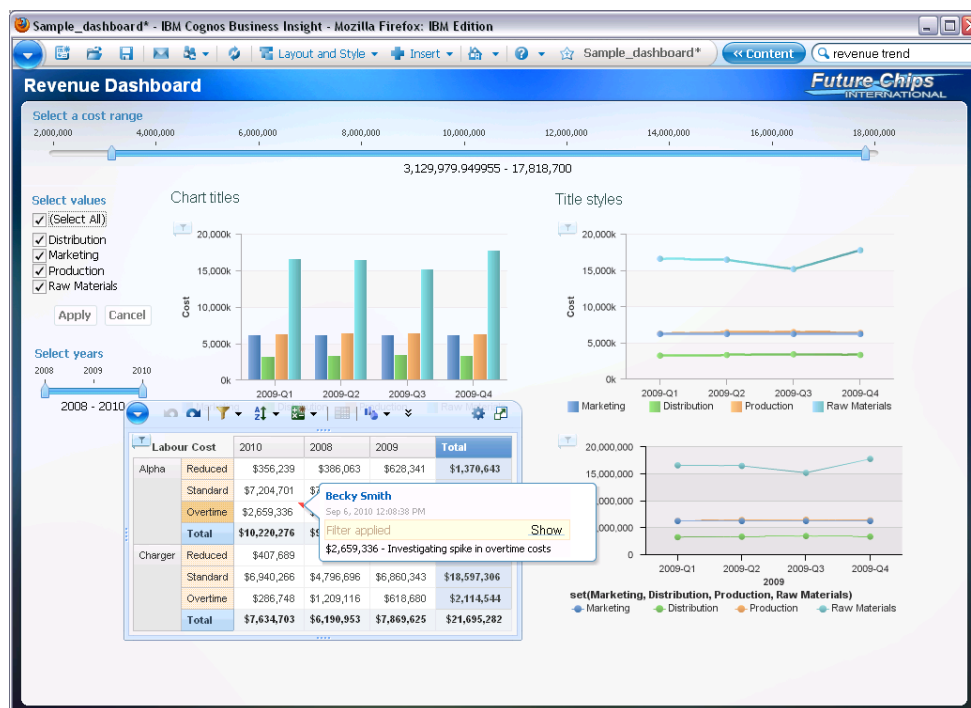 Sample_dashboard* - IBM Cognos Business Insight - Mozilla Firefox: IBM Edition
Layout and Style Insert Sample_dashboard* << Content revenue trend
Revenue Dashboard
Future-Chips
INTERNATIONAL
Select a cost range
2,000,000 4,000,000 6,000,000 8,000,000 10,000,000 12,000,000 14,000,000 16,000,000 18,000,000
3,129,979.949955 - 17,818,700
Select values
(Select All)
Distribution
Marketing
Production
Raw Materials
Apply Cancel
Select years
2008 2009 2010
2008 - 2010
Chart titles
20,000k
15,000k
10,000k
5,000k
0k
Cost
2009-Q1 2009-Q2 2009-Q3 2009-Q4
Title styles
20,000k
15,000k
10,000k
5,000k
0k
Cost
2009-Q1 2009-Q2 2009-Q3 2009-Q4
Marketing Distribution Production Raw Materials
Labour Cost 2010 2008 2009 Total
Alpha Reduced $356,239 $386,063 $628,341 $1,370,643
Standard $7,204,701
Overtime $2,659,336
Total $10,220,276
Charger Reduced $407,689
Standard $6,940,266 $4,796,696 $6,860,343 $18,597,306
Overtime $286,748 $1,209,116 $618,680 $2,114,544
Total $7,634,703 $6,190,953 $7,869,625 $21,695,282
Becky Smith
Sep 6, 2010 12:08:38 PM
Filter applied Show
$2,659,336 - Investigating spike in overtime costs
20,000,000
15,000,000
0
2009-Q1 2009-Q2 2009-Q3 2009-Q4
2009
set(Marketing, Distribution, Production, Raw Materials)
Marketing Distribution Production Raw Materials